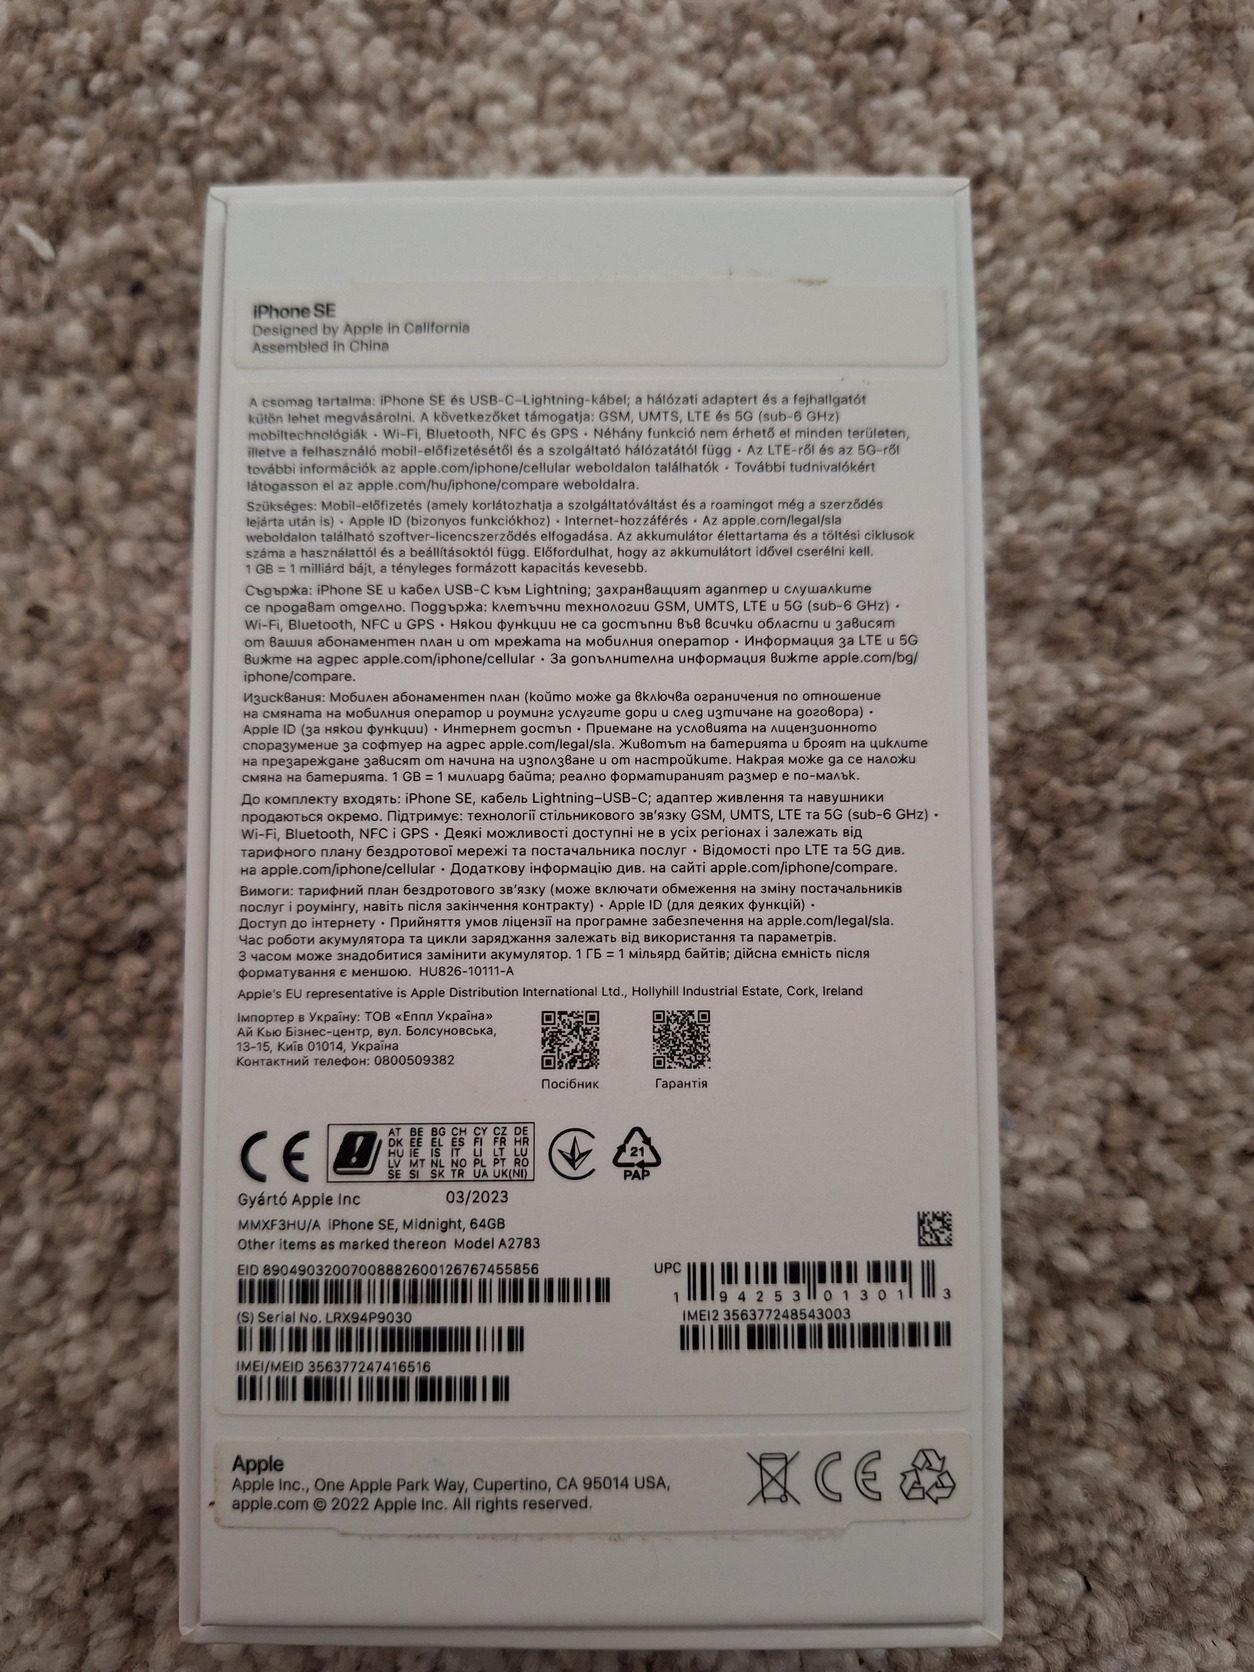 iPhone SE
Designed by Apple in California
Assembled in China
A csomag tartalma: iPhone SE és USB-C–Lightning-kábel; a hálózati adaptert és a fejhallgatót
külön lehet megvásárolni. A következőket támogatja: GSM, UMTS, LTE és 5G (sub-6 GHz)
mobiltechnológiák • Wi-Fi, Bluetooth, NFC és GPS • Néhány funkció nem érhető el minden területen,
illetve a felhasználó mobil-előfizetésétől és a szolgáltató hálózatától függ • Az LTE-ről és az 5G-ről
további információk az apple.com/iphone/cellular weboldalon találhatók • További tudnivalókért
látogasson el az apple.com/hu/iphone/compare weboldalra.
Szükséges: Mobil-előfizetés (amely korlátozhatja a szolgáltatóváltást és a roamingot még a szerződés
lejárta után is) • Apple ID (bizonyos funkciókhoz) • Internet-hozzáférés • Az apple.com/legal/sla
weboldalon található szoftver-licencszerződés elfogadása. Az akkumulátor élettartama és a töltési ciklusok
száma a használattól és a beállításoktól függ. Előfordulhat, hogy az akkumulátort idővel cserélni kell.
1 GB = 1 milliárd bájt, a tényleges formázott kapacitás kevesebb.
Съдържа: iPhone SE и кабел USB-C към Lightning; захранващият адаптер и слушалките
се продават отделно. Поддържа: клетъчни технологии GSM, UMTS, LTE и 5G (sub-6 GHz) •
Wi-Fi, Bluetooth, NFC и GPS • Някои функции не са достъпни във всички области и зависят
от вашия абонаментен план и от мрежата на мобилния оператор • Информация за LTE и 5G
вижте на адрес apple.com/iphone/cellular • За допълнителна информация вижте apple.com/bg/
iphone/compare.
Изисквания: Мобилен абонаментен план (който може да включва ограничения по отношение
на смяната на мобилния оператор и роуминг услугите дори и след изтичане на договора) •
Apple ID (за някои функции) • Интернет достъп • Приемане на условията на лицензионното
споразумение за софтуер на адрес apple.com/legal/sla. Животът на батерията и броят на циклите
на презареждане зависят от начина на използване и от настройките. Накрая може да се наложи
смяна на батерията. 1 GB = 1 милиард байта; реално форматираният размер е по-малък.
До комплекту входять: iPhone SE, кабель Lightning–USB-C; адаптер живлення та навушники
продаються окремо. Підтримує: технології стільникового зв’язку GSM, UMTS, LTE та 5G (sub-6 GHz) •
Wi-Fi, Bluetooth, NFC і GPS • Деякі можливості доступні не в усіх регіонах і залежать від
тарифного плану бездротової мережі та постачальника послуг • Відомості про LTE та 5G див.
на apple.com/iphone/cellular • Додаткову інформацію див. на сайті apple.com/iphone/compare.
Вимоги: тарифний план бездротового зв’язку (може включати обмеження на зміну постачальників
послуг і роумінгу, навіть після закінчення контракту) • Apple ID (для деяких функцій) •
Доступ до інтернету • Прийняття умов ліцензії на програмне забезпечення на apple.com/legal/sla.
Час роботи акумулятора та цикли заряджання залежать від використання та параметрів.
З часом може знадобитися замінити акумулятор. 1 ГБ = 1 мільярд байтів; дійсна ємність після
форматування є меншою. HU826-10111-A
Apple’s EU representative is Apple Distribution International Ltd., Hollyhill Industrial Estate, Cork, Ireland
Імпортер в Україну: ТОВ «Еппл Україна»
Ай Кью Бізнес-центр, вул. Болсуновська,
13-15, Київ 01014, Україна
Контактний телефон: 0800509382
Посібник
Гарантія
CE
AT BE BG CH CY CZ DE
DK EE EL ES FI FR HR
HU IE IS IT LI LT LU
LV MT NL NO PL PT RO
SE SI SK TR UA UK(NI)
21
PAP
Gyártó Apple Inc 03/2023
MMXF3HU/A iPhone SE, Midnight, 64GB
Other items as marked thereon Model A2783
EID 89049032007008882600126767455856
(S) Serial No. LRX94P9030
IMEI/MEID 356377247416516
UPC
1 94253 01301 3
IMEI2 356377248543003
Apple
Apple Inc., One Apple Park Way, Cupertino, CA 95014 USA,
apple.com © 2022 Apple Inc. All rights reserved.
CE